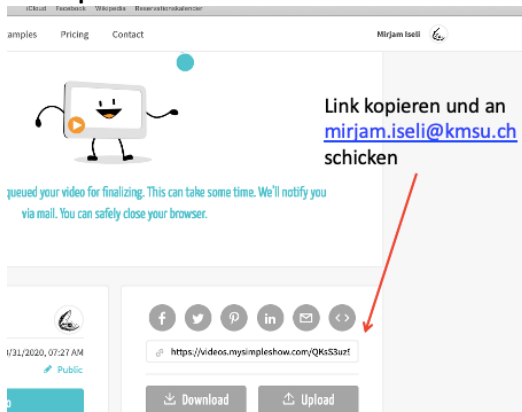 iCloud Facebook Wikipedia Reservationskalender
Pricing Contact Mirjam Iseli
Link kopieren und an
mirjam.iseli@kmsu.ch
schicken
queued your video for finalizing. This can take some time. We'll notify you
via mail. You can safely close your browser.
/31/2020, 07:27 AM
https://videos.mysimpleshow.com/QKsS3uz
Public
Download Upload